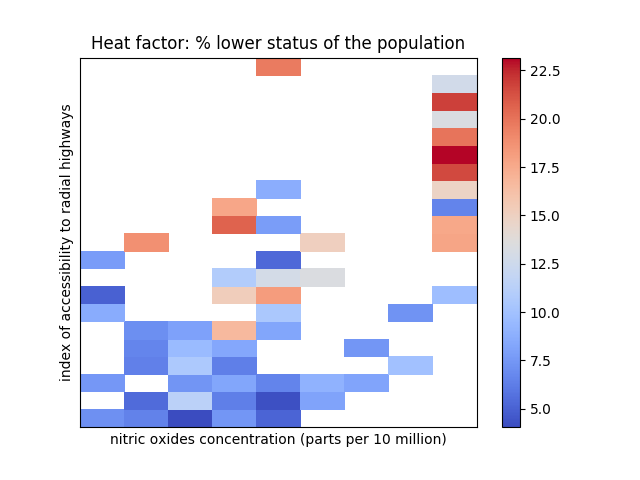 Heat factor: % lower status of the population
index of accessibility to radial highways
nitric oxides concentration (parts per 10 million)
22.5
20.0
17.5
15.0
12.5
10.0
7.5
5.0